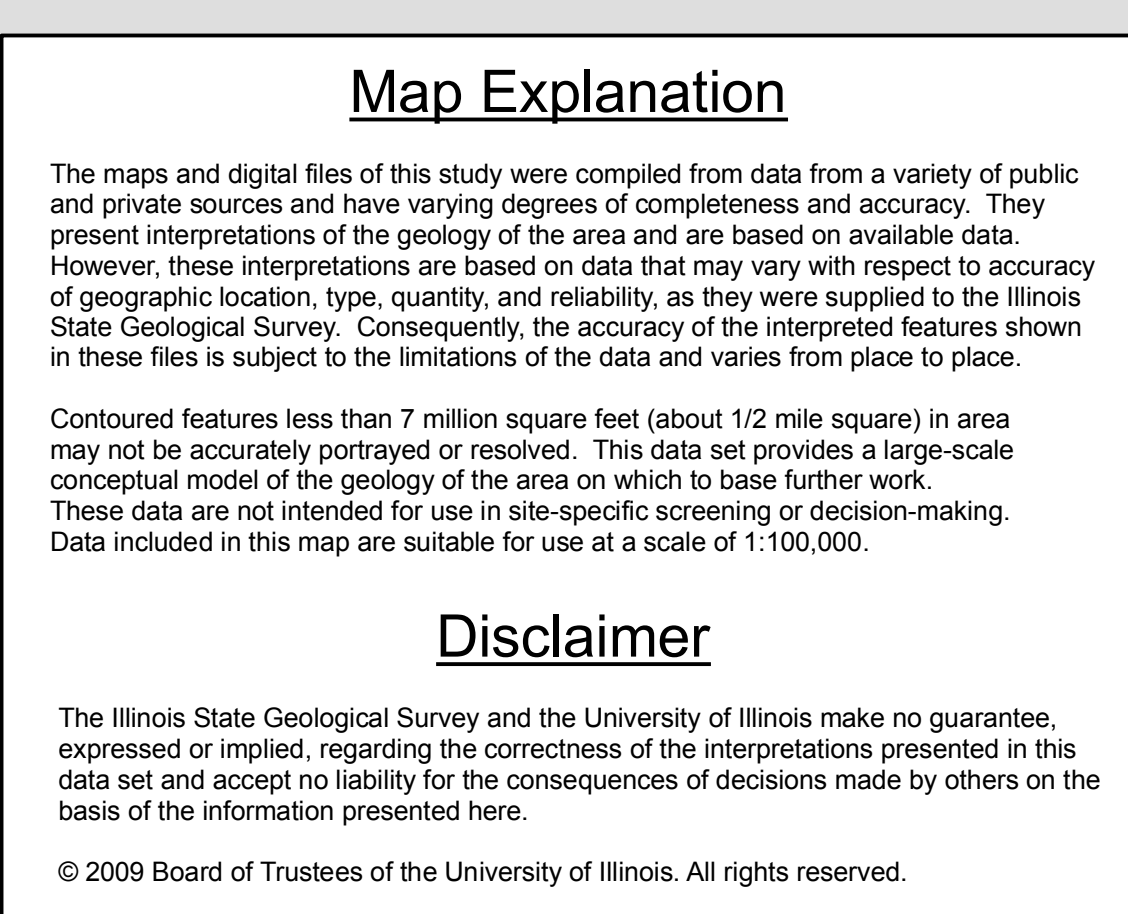 Map Explanation
The maps and digital files of this study were compiled from data from a variety of public
and private sources and have varying degrees of completeness and accuracy.  They
present interpretations of the geology of the area and are based on available data.
However, these interpretations are based on data that may vary with respect to accuracy
of geographic location, type, quantity, and reliability, as they were supplied to the Illinois
State Geological Survey.  Consequently, the accuracy of the interpreted features shown
in these files is subject to the limitations of the data and varies from place to place.
Contoured features less than 7 million square feet (about 1/2 mile square) in area
may not be accurately portrayed or resolved.  This data set provides a large-scale
conceptual model of the geology of the area on which to base further work.
These data are not intended for use in site-specific screening or decision-making.
Data included in this map are suitable for use at a scale of 1:100,000.
Disclaimer
The Illinois State Geological Survey and the University of Illinois make no guarantee,
expressed or implied, regarding the correctness of the interpretations presented in this
data set and accept no liability for the consequences of decisions made by others on the
basis of the information presented here.
© 2009 Board of Trustees of the University of Illinois. All rights reserved.